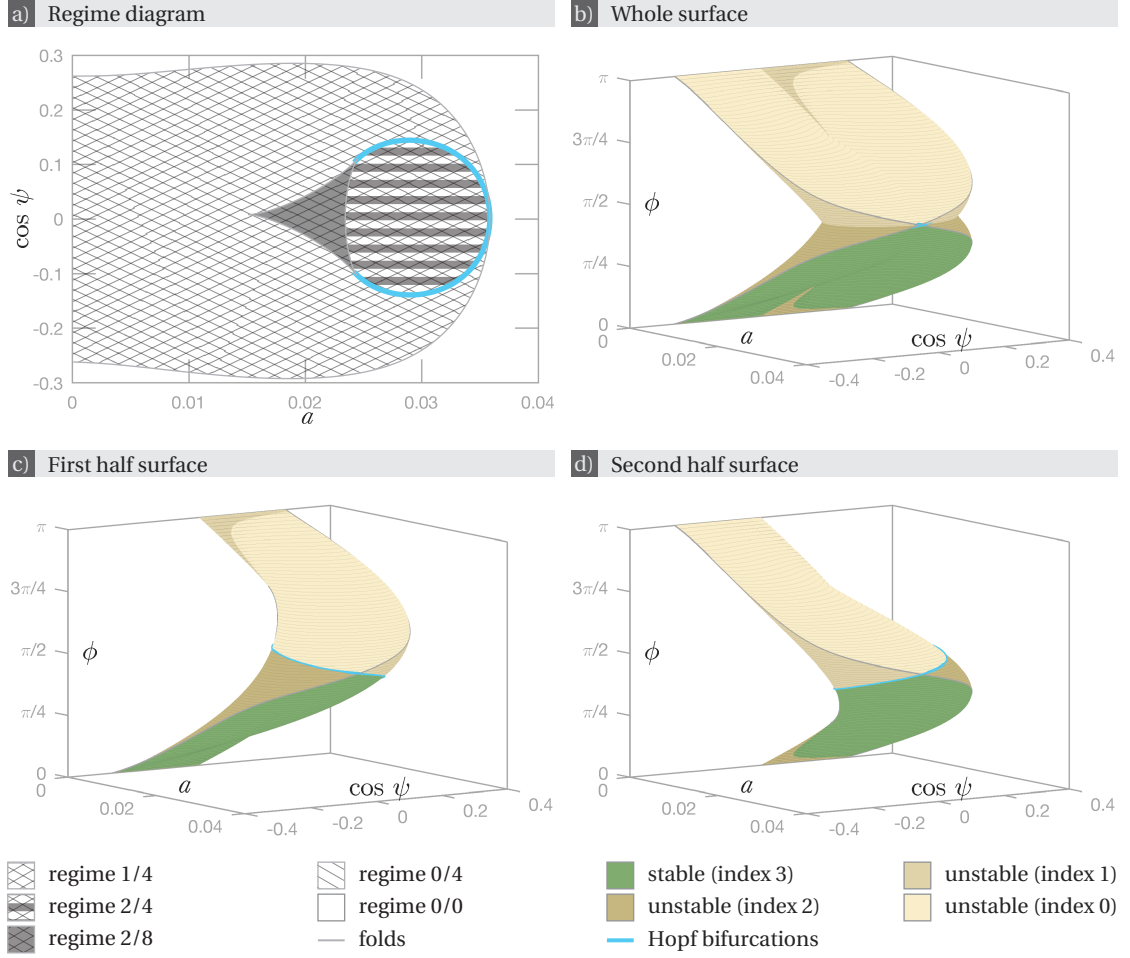 a) Regime diagram
0.3
0.2
0.1
0
-0.1
-0.2
-0.3
cos ψ
0 0.01 0.02 0.03 0.04
a
b) Whole surface
π
3π/4
π/2
π/4
0
ϕ
0 0.02 0.04
a
cos ψ
-0.4 -0.2 0 0.2 0.4
c) First half surface
π
3π/4
π/2
π/4
0
ϕ
0 0.02 0.04
a
cos ψ
-0.4 -0.2 0 0.2 0.4
d) Second half surface
π
3π/4
π/2
π/4
0
ϕ
0 0.02 0.04
a
cos ψ
-0.4 -0.2 0 0.2 0.4
regime 1/4
regime 2/4
regime 2/8
regime 0/4
regime 0/0
folds
stable (index 3)
unstable (index 2)
Hopf bifurcations
unstable (index 1)
unstable (index 0)